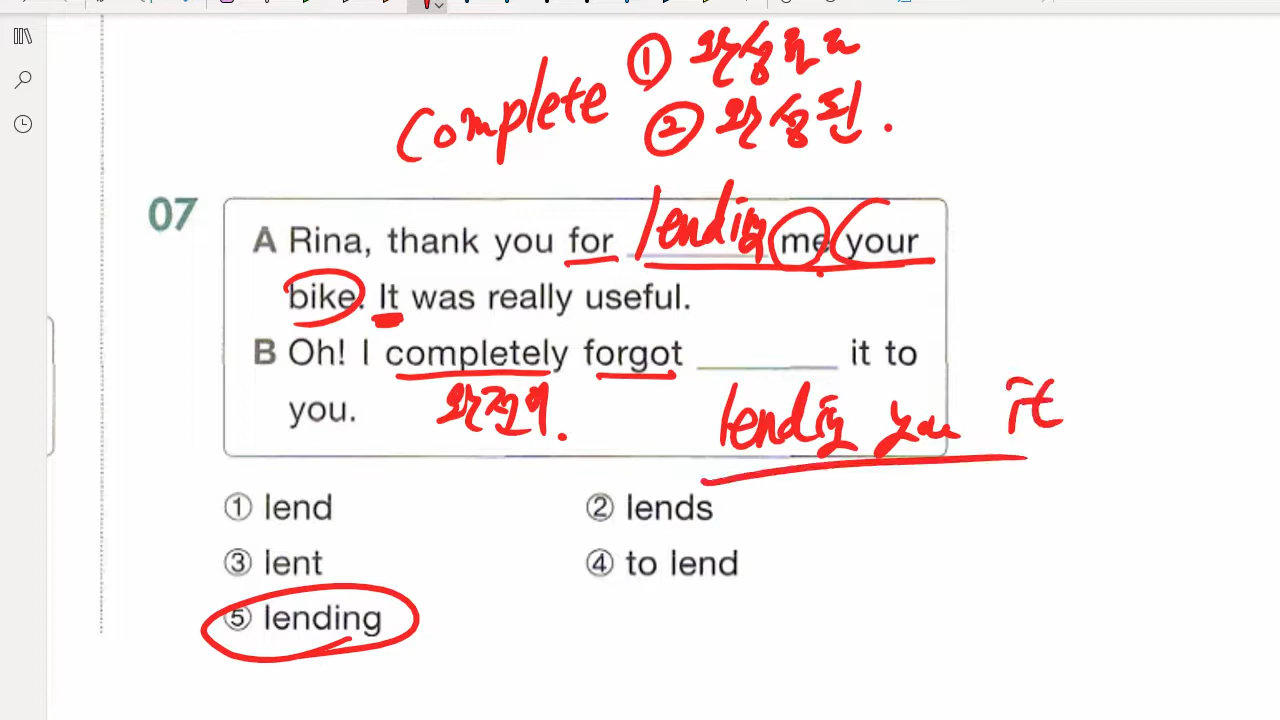 ① 완성하다
complete ② 완성된.
07
A Rina, thank you for lending me your
bike. It was really useful.
B Oh! I completely forgot ________ it to
you. 완전히. lending you it
① lend ② lends
③ lent ④ to lend
⑤ lending